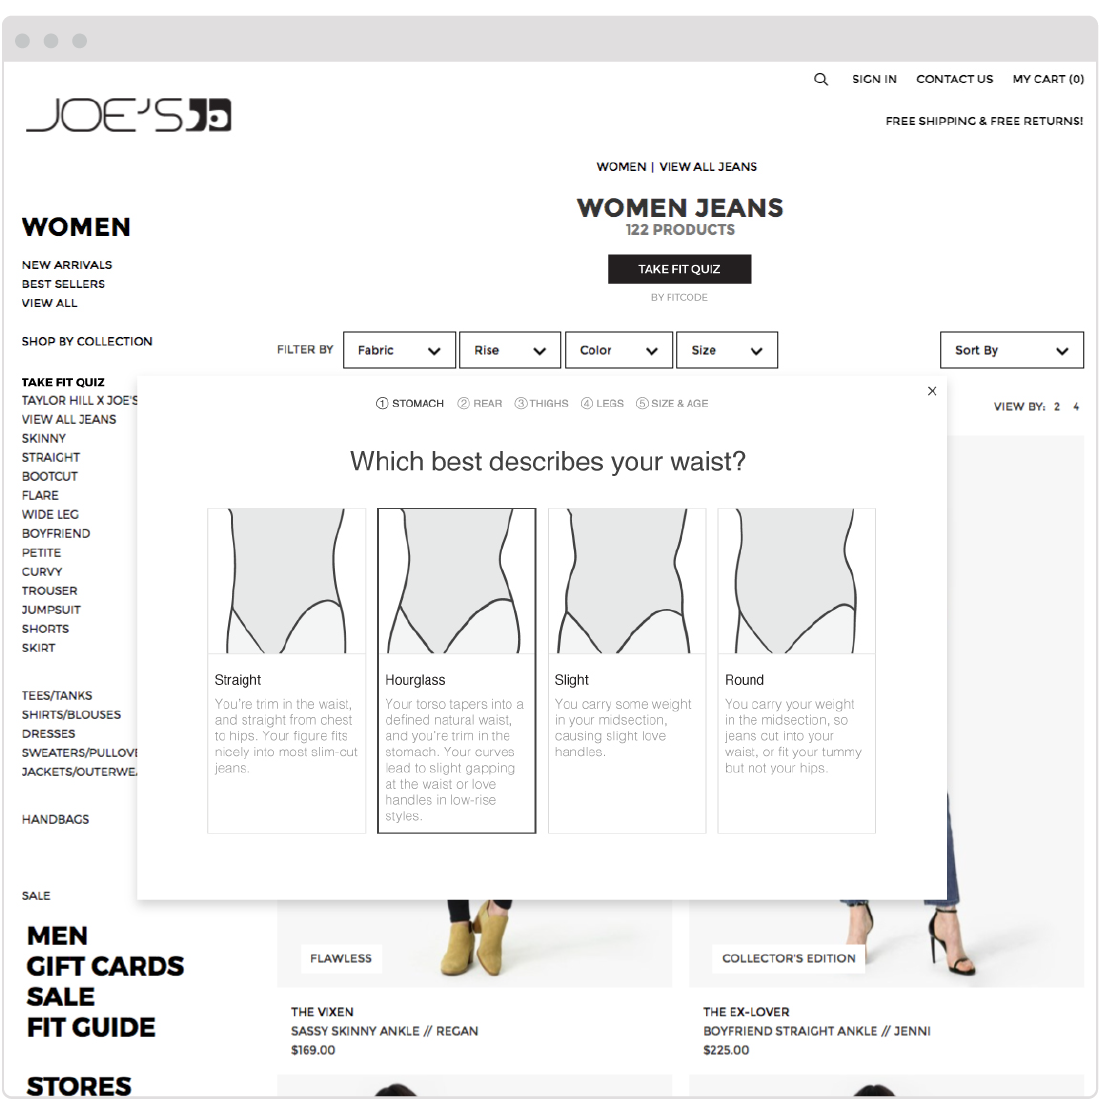 SIGN IN CONTACT US MY CART (0)
JOE'S
FREE SHIPPING & FREE RETURNS!
WOMEN | VIEW ALL JEANS
WOMEN JEANS
122 PRODUCTS
TAKE FIT QUIZ
BY FITCODE
WOMEN
NEW ARRIVALS
BEST SELLERS
VIEW ALL
SHOP BY COLLECTION
TAKE FIT QUIZ
TAYLOR HILL X JOE'S
VIEW ALL JEANS
SKINNY
STRAIGHT
BOOTCUT
FLARE
WIDE LEG
BOYFRIEND
PETITE
CURVY
TROUSER
JUMPSUIT
SHORTS
SKIRT
TEES/TANKS
SHIRTS/BLOUSES
DRESSES
SWEATERS/PULLOVE
JACKETS/OUTERWEA
HANDBAGS
SALE
MEN
GIFT CARDS
SALE
FIT GUIDE
STORES
FILTER BY Fabric Rise Color Size Sort By
VIEW BY: 2 4
X
1 STOMACH 2 REAR 3 THIGHS 4 LEGS 5 SIZE & AGE
Which best describes your waist?
Straight
You're trim in the waist,
and straight from chest
to hips. Your figure fits
nicely into most slim-cut
jeans.
Hourglass
Your torso tapers into a
defined natural waist,
and you're trim in the
stomach. Your curves
lead to slight gapping
at the waist or love
handles in low-rise
styles.
Slight
You carry some weight
in your midsection,
causing slight love
handles.
Round
You carry your weight
in the midsection, so
jeans cut into your
waist, or fit your tummy
but not your hips.
FLAWLESS
THE VIXEN
SASSY SKINNY ANKLE // REGAN
$169.00
COLLECTOR'S EDITION
THE EX-LOVER
BOYFRIEND STRAIGHT ANKLE // JENNI
$225.00